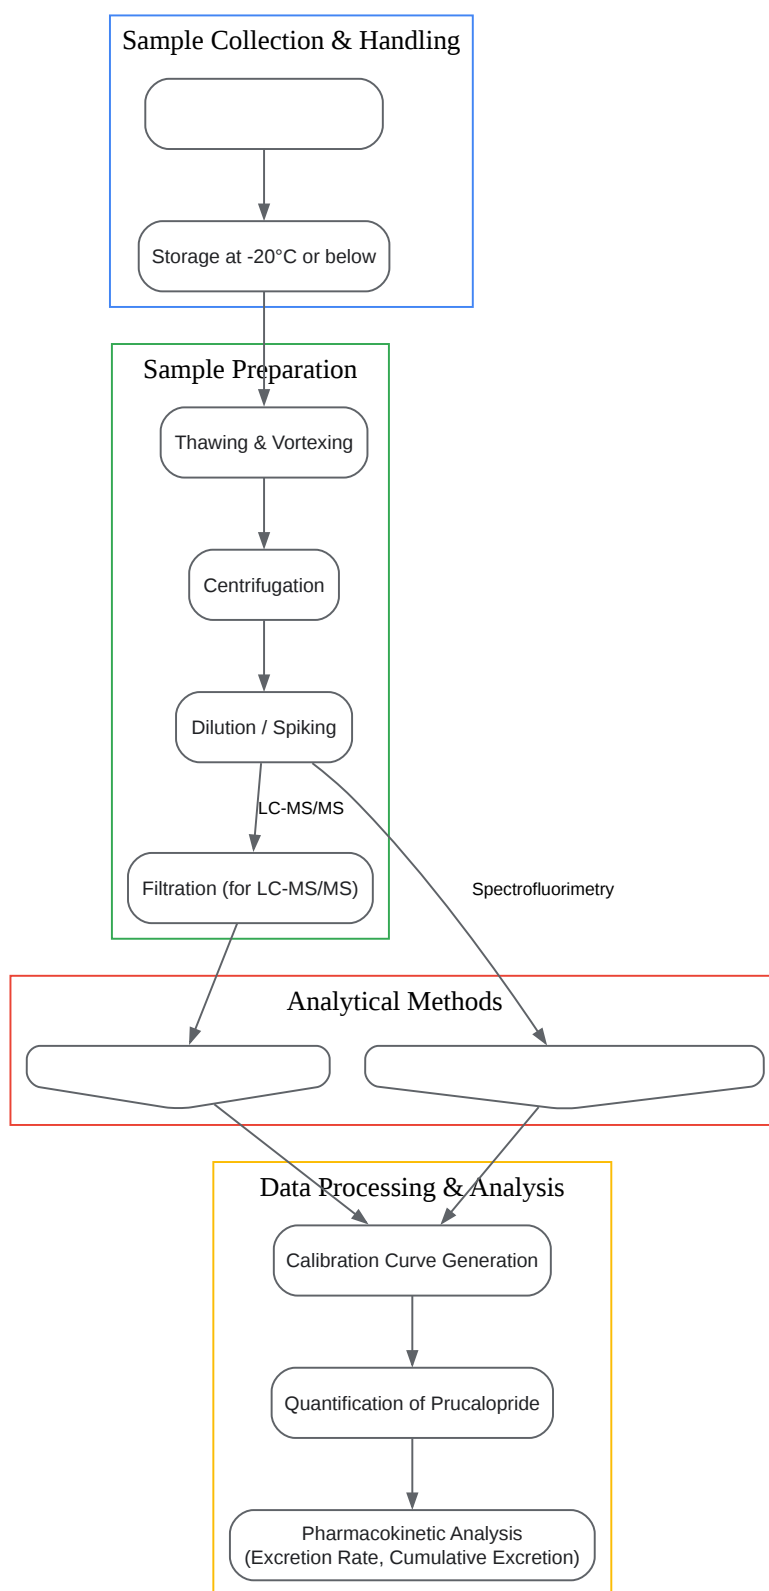 Sample Collection & Handling
Storage at -20°C or below
Sample Preparation
Thawing & Vortexing
Centrifugation
Dilution / Spiking
LC-MS/MS
Filtration (for LC-MS/MS)
Spectrofluorimetry
Analytical Methods
Data Processing & Analysis
Calibration Curve Generation
Quantification of Prucalopride
Pharmacokinetic Analysis
(Excretion Rate, Cumulative Excretion)